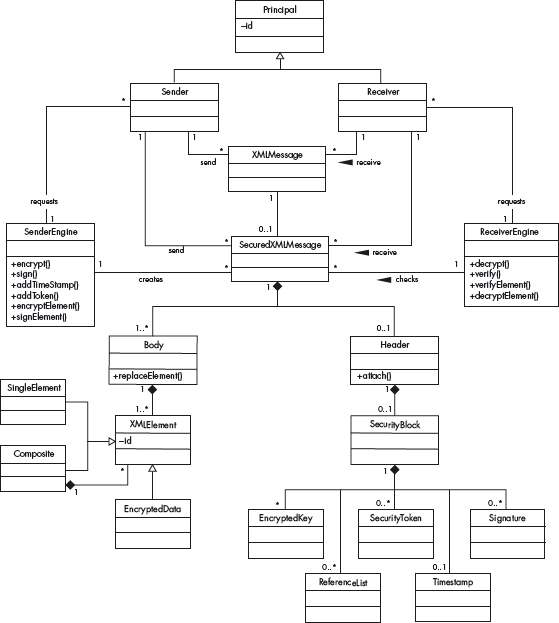 Principal
–id
Sender
Receiver
*
*
1
1
1
1
XMLMessage
*
*
send
receive
requests
requests
1
0..1
1
1
SenderEngine
+encrypt()
+sign()
+addTimeStamp()
+addToken()
+encryptElement()
+signElement()
SecuredXMLMessage
*
*
send
receive
ReceiverEngine
+decrypt()
+verify()
+verifyElement()
+decryptElement()
1
*
*
1
creates
checks
1
1..*
0..1
Body
+replaceElement()
Header
+attach()
1
1
1..*
0..1
SingleElement
XMLElement
–id
SecurityBlock
Composite
*
1
1
EncryptedData
*
0..*
0..*
EncryptedKey
SecurityToken
Signature
0..*
0..1
ReferenceList
Timestamp